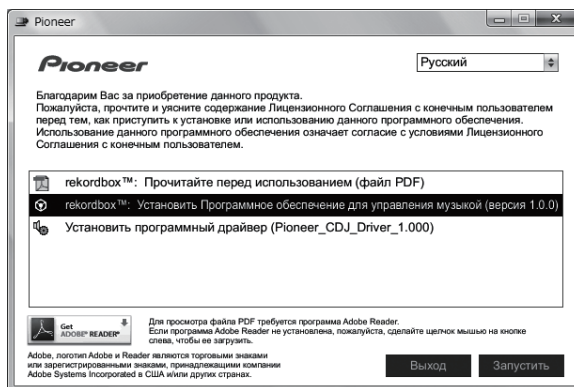 Pioneer
Pioneer
Русский
Благодарим Вас за приобретение данного продукта.
Пожалуйста, прочтите и уясните содержание Лицензионного Соглашения с конечным пользователем
перед тем, как приступить к установке или использованию данного программного обеспечения.
Использование данного программного обеспечения означает согласие с условиями Лицензионного
Соглашения с конечным пользователем.
rekordbox™: Прочитайте перед использованием (файл PDF)
rekordbox™: Установить Программное обеспечение для управления музыкой (версия 1.0.0)
Установить программный драйвер (Pioneer_CDJ_Driver_1.000)
Get
ADOBE® READER®
Для просмотра файла PDF требуется программа Adobe Reader.
Если программа Adobe Reader не установлена, пожалуйста, сделайте щелчок мышью на кнопке
слева, чтобы ее загрузить.
Adobe, логотип Adobe и Reader являются торговыми знаками
или зарегистрированными знаками, принадлежащими компании
Adobe Systems Incorporated в США и/или других странах.
Выход
Запустить